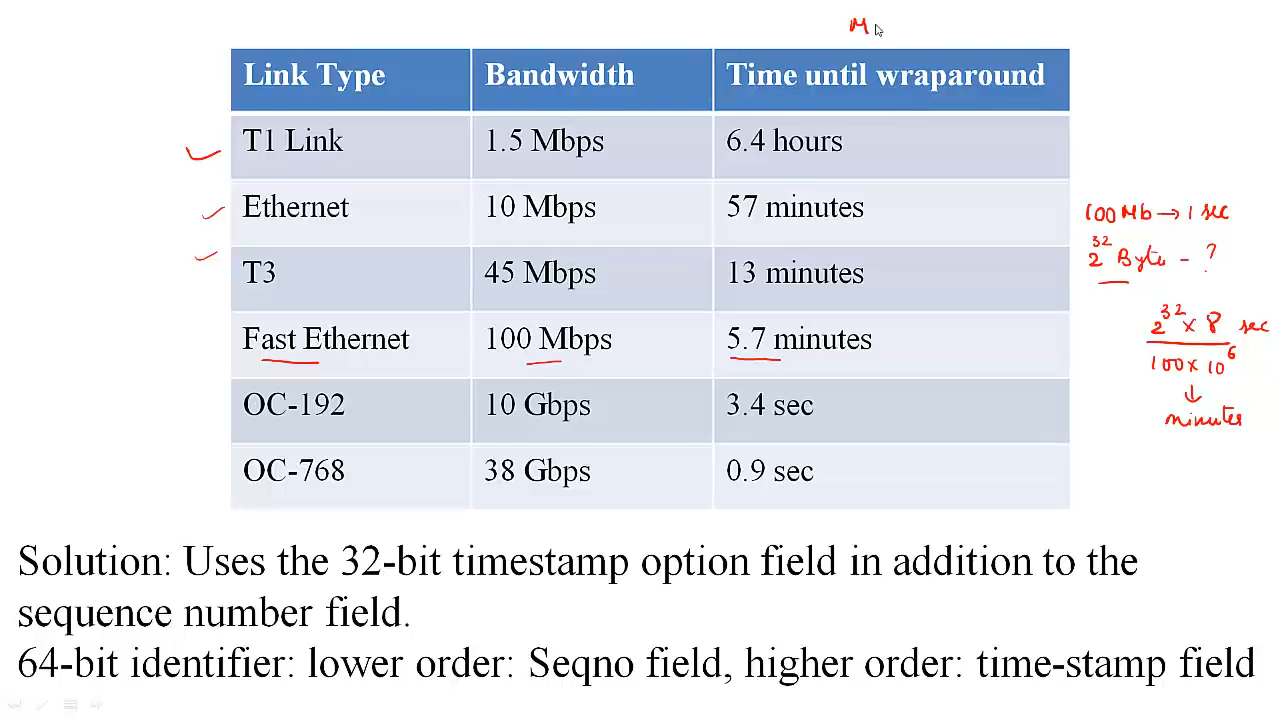 M
Link Type Bandwidth Time until wraparound
T1 Link 1.5 Mbps 6.4 hours
Ethernet 10 Mbps 57 minutes
100 Mb → 1 sec
2^32 Byte - ?
T3 45 Mbps 13 minutes
Fast Ethernet 100 Mbps 5.7 minutes
2^32 × 8 sec
100 × 10^6
↓
minutes
OC-192 10 Gbps 3.4 sec
OC-768 38 Gbps 0.9 sec
Solution: Uses the 32-bit timestamp option field in addition to the
sequence number field.
64-bit identifier: lower order: Seqno field, higher order: time-stamp field